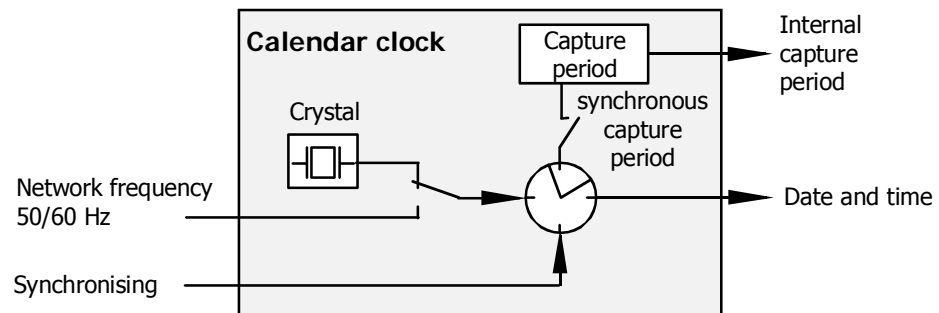 Calendar clock
Capture
period
Internal
capture
period
synchronous
capture
period
Crystal
Network frequency
50/60 Hz
Date and time
Synchronising